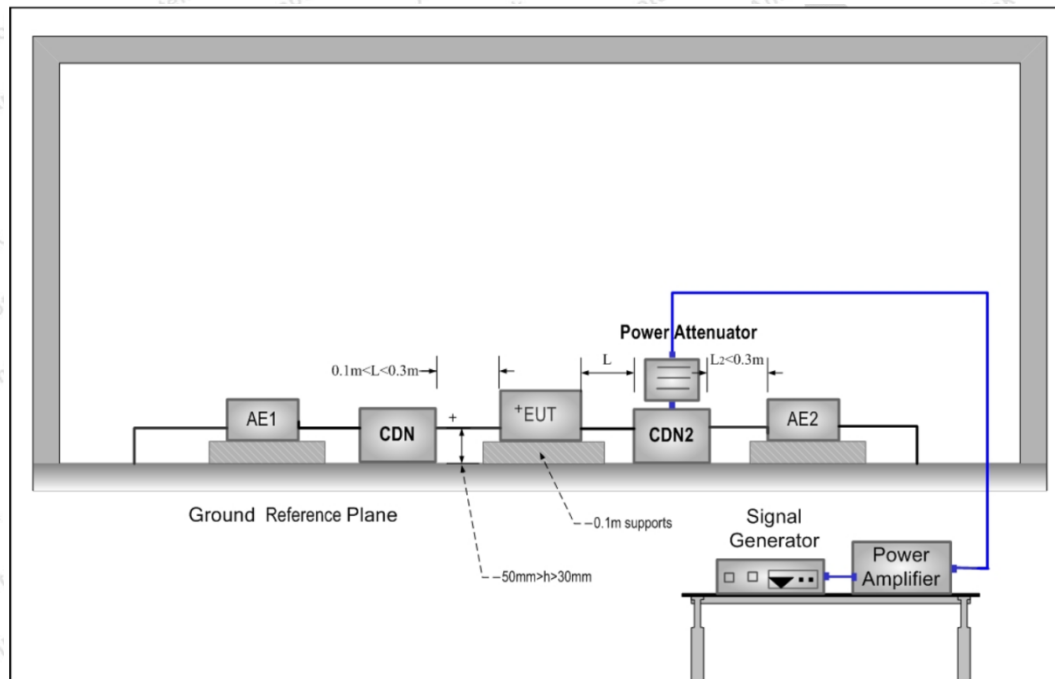 Power Attenuator
0.1m<L<0.3m
L
L2<0.3m
AE1
CDN
+
+EUT
CDN2
AE2
Ground Reference Plane
0.1m supports
50mm>h>30mm
Signal
Generator
Power
Amplifier